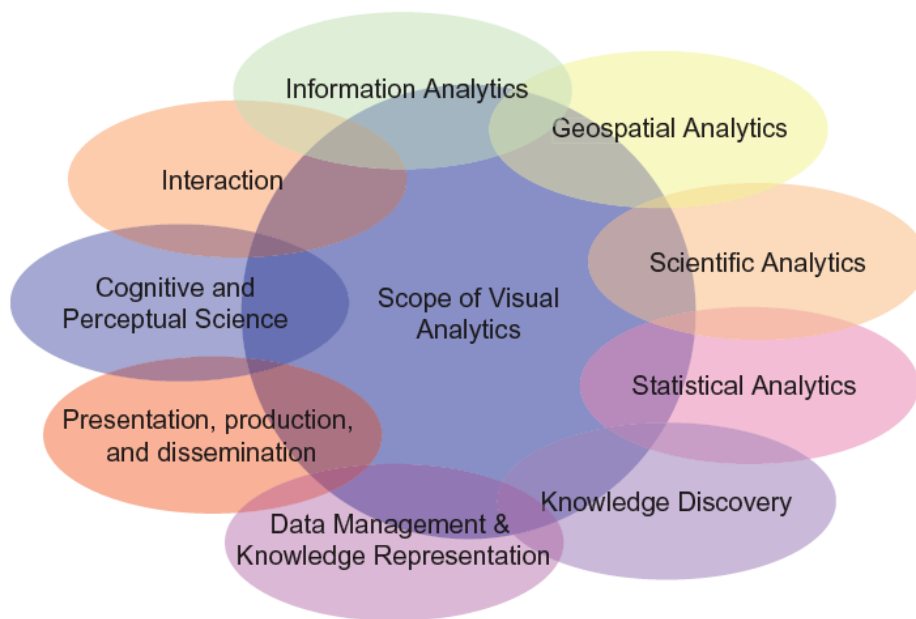 Information Analytics
Geospatial Analytics
Interaction
Scientific Analytics
Cognitive and
Perceptual Science
Scope of Visual
Analytics
Statistical Analytics
Presentation, production,
and dissemination
Knowledge Discovery
Data Management &
Knowledge Representation